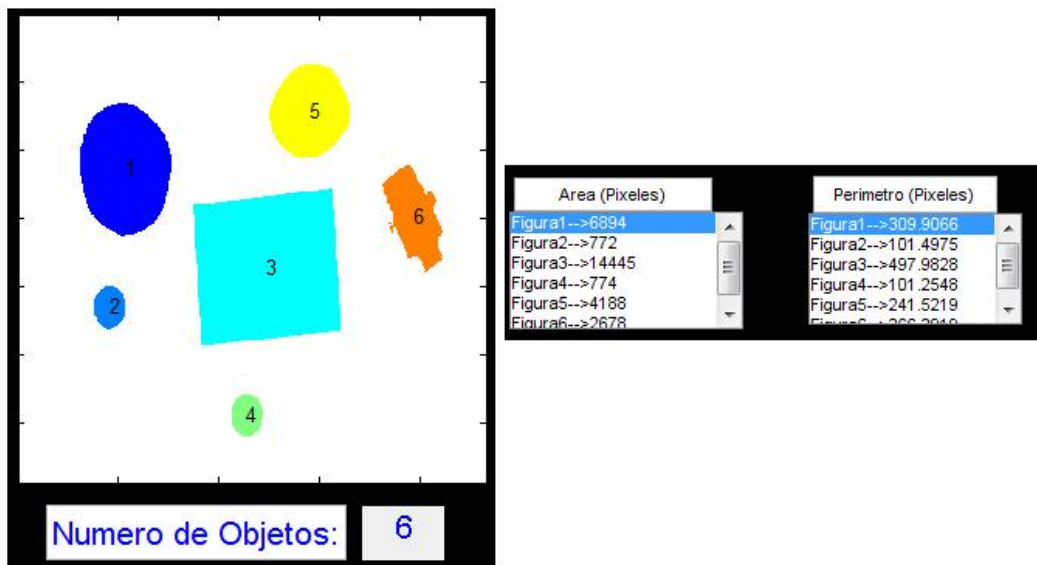 5
1
6
3
2
4
Numero de Objetos: 6
Area (Pixeles)
Figura1-->6894
Figura2-->772
Figura3-->14445
Figura4-->774
Figura5-->4188
Figura6-->2678
Perimetro (Pixeles)
Figura1-->309.9066
Figura2-->101.4975
Figura3-->497.9828
Figura4-->101.2548
Figura5-->241.5219